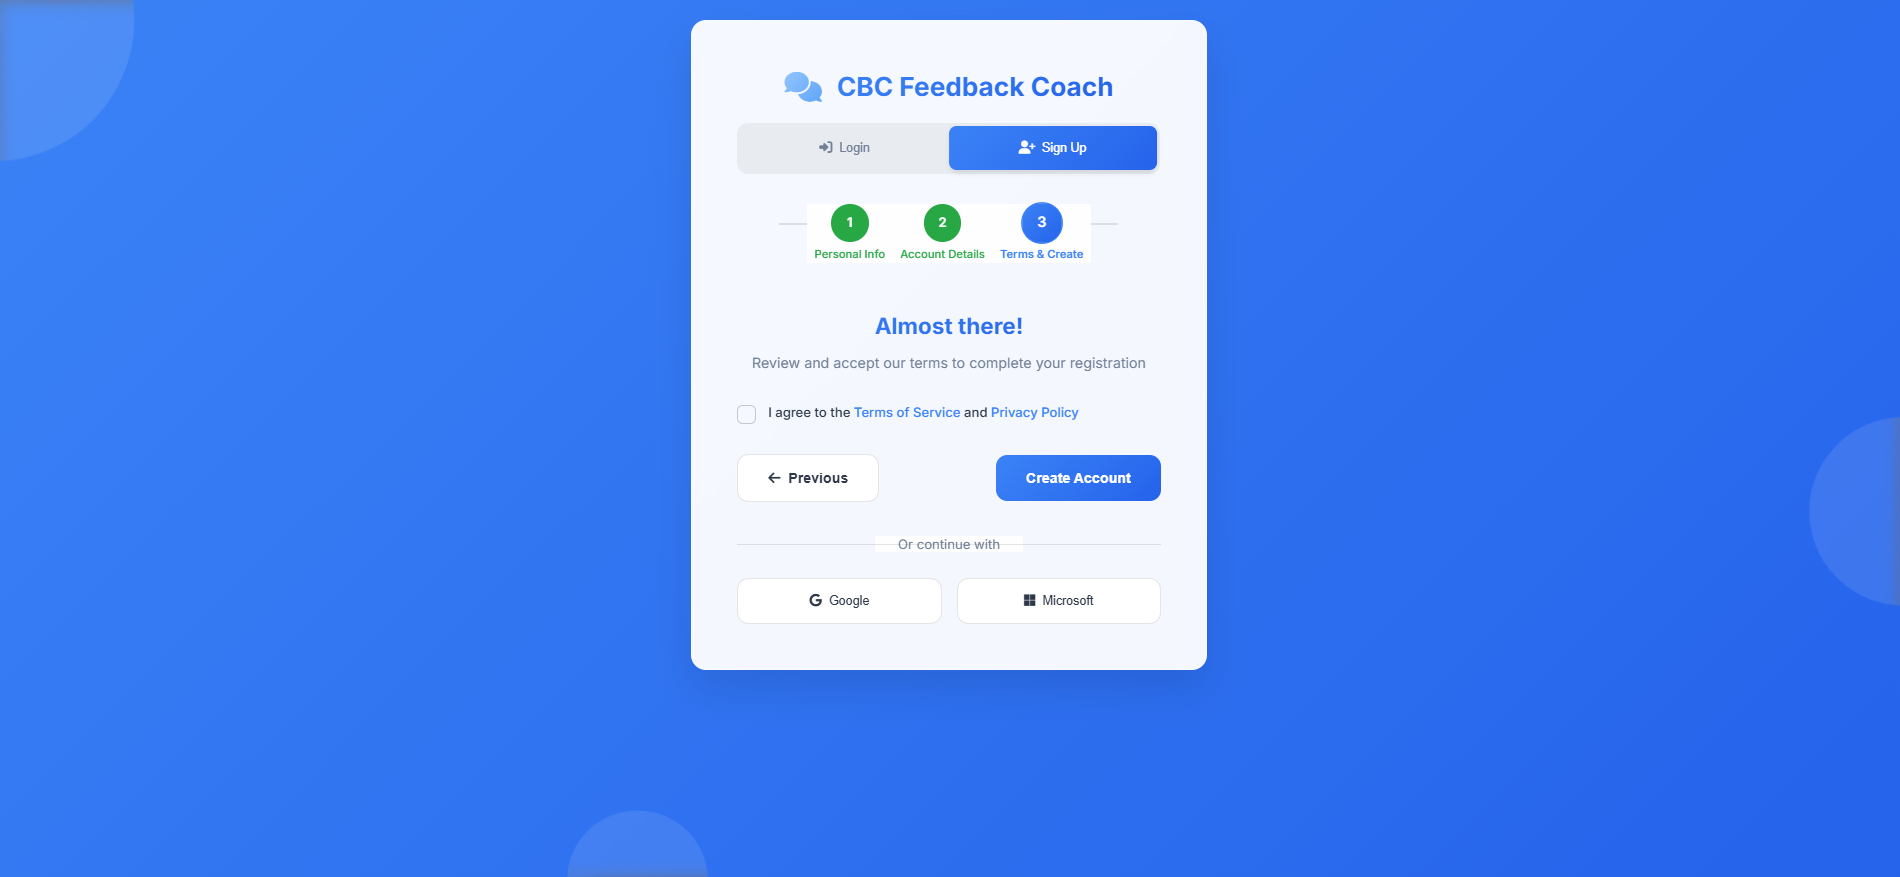 CBC Feedback Coach
Login
Sign Up
1
2
3
Personal Info
Account Details
Terms & Create
Almost there!
Review and accept our terms to complete your registration
I agree to the Terms of Service and Privacy Policy
Previous
Create Account
Or continue with
Google
Microsoft